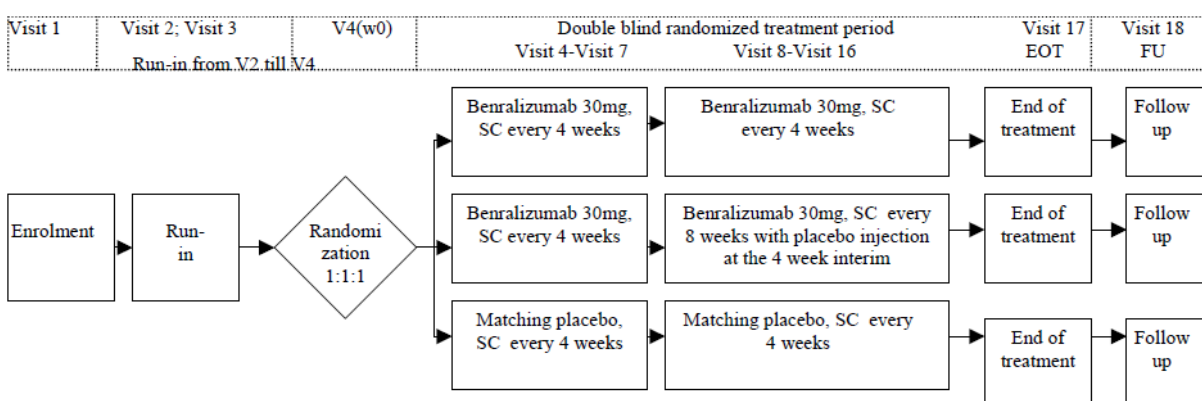 Visit 1
Visit 2; Visit 3
Run-in from V2 till V4
V4(w0)
Double blind randomized treatment period
Visit 4-Visit 7
Visit 8-Visit 16
Visit 17
EOT
Visit 18
FU
Enrolment
Run-
in
Randomi
zation
1:1:1
Benralizumab 30mg,
SC every 4 weeks
Benralizumab 30mg, SC
every 4 weeks
End of
treatment
Follow
up
Benralizumab 30mg,
SC every 4 weeks
Benralizumab 30mg, SC every
8 weeks with placebo injection
at the 4 week interim
End of
treatment
Follow
up
Matching placebo,
SC every 4 weeks
Matching placebo, SC every
4 weeks
End of
treatment
Follow
up